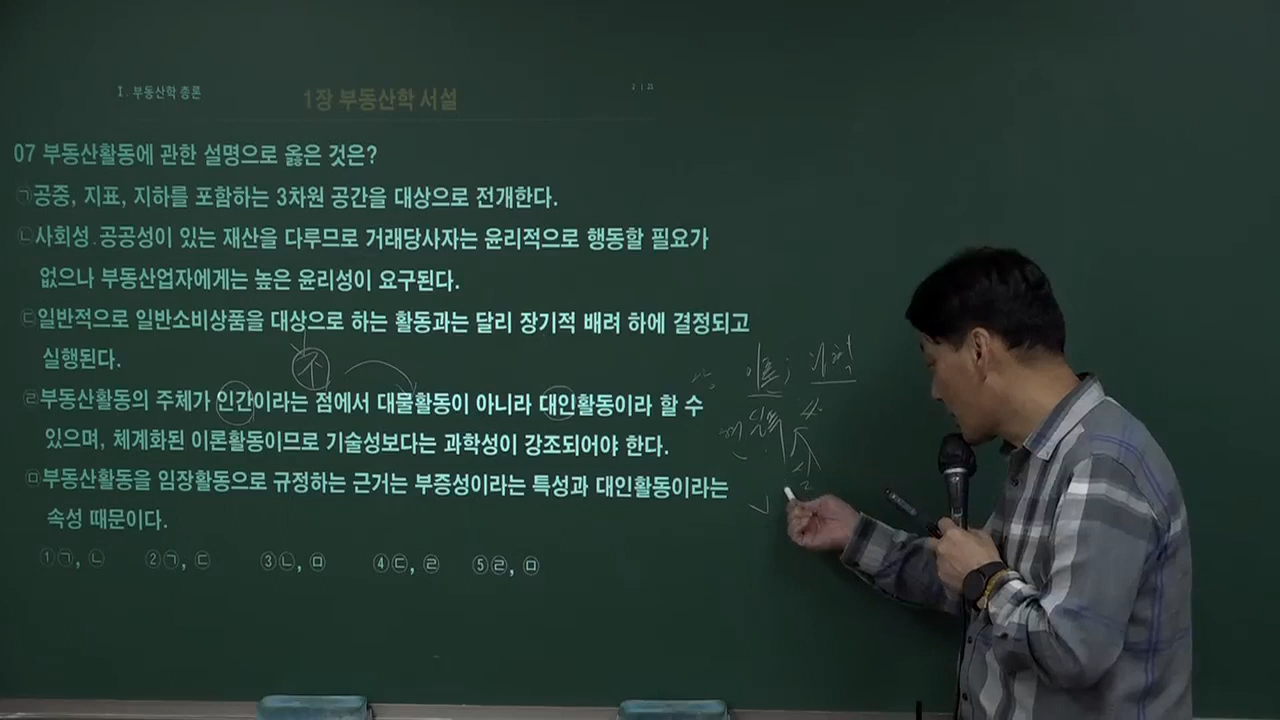 Ⅰ. 부동산학 총론
1장 부동산학 서설
07 부동산활동에 관한 설명으로 옳은 것은?
㉠공중, 지표, 지하를 포함하는 3차원 공간을 대상으로 전개한다.
㉡사회성·공공성이 있는 재산을 다루므로 거래당사자는 윤리적으로 행동할 필요가
없으나 부동산업자에게는 높은 윤리성이 요구된다.
㉢일반적으로 일반소비상품을 대상으로 하는 활동과는 달리 장기적 배려 하에 결정되고
실행된다.
不
㉣부동산활동의 주체가 인간이라는 점에서 대물활동이 아니라 대인활동이라 할 수
있으며, 체계화된 이론활동이므로 기술성보다는 과학성이 강조되어야 한다.
㉤부동산활동을 임장활동으로 규정하는 근거는 부증성이라는 특성과 대인활동이라는
속성 때문이다.
①㉠, ㉡ ②㉠, ㉢ ③㉡, ㉤ ④㉢, ㉣ ⑤㉣, ㉤
이론;